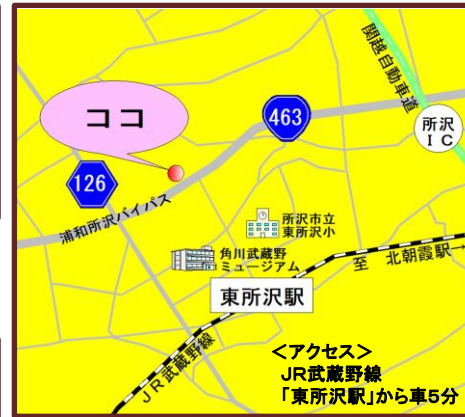 関越自動車道
ココ
463
所沢
IC
126
浦和所沢バイパス
所沢市立
東所沢小
角川武蔵野
ミュージアム
至 北朝霞駅→
東所沢駅
JR武蔵野線
<アクセス>
JR武蔵野線
「東所沢駅」から車5分